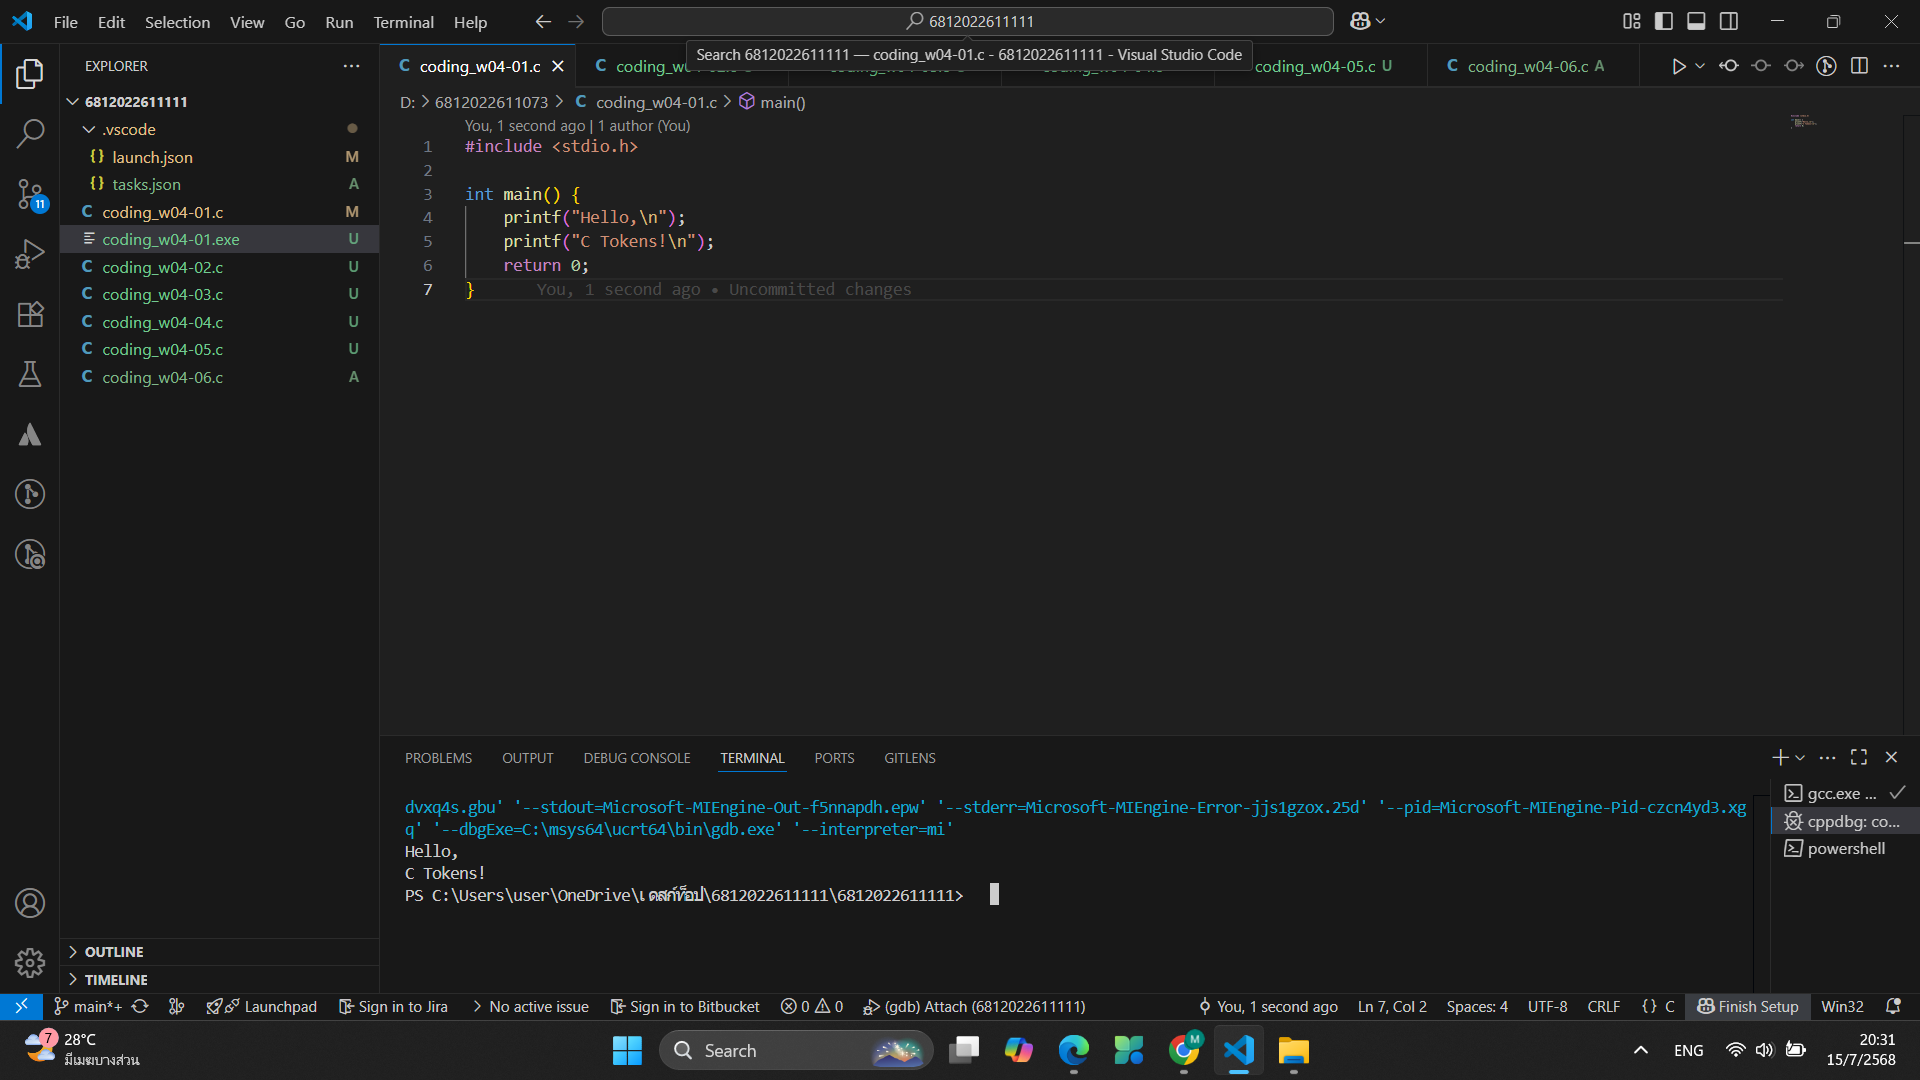 File Edit Selection View Go Run Terminal Help
6812022611111
EXPLORER
coding_w04-01.c
Search 6812022611111 — coding_w04-01.c - 6812022611111 - Visual Studio Code
coding_w04-05.c U
coding_w04-06.c A
6812022611111
D: > 6812022611073 > C coding_w04-01.c > main()
.vscode
You, 1 second ago | 1 author (You)
{} launch.json M
{} tasks.json A
C coding_w04-01.c M
coding_w04-01.exe U
C coding_w04-02.c U
C coding_w04-03.c U
C coding_w04-04.c U
C coding_w04-05.c U
C coding_w04-06.c A
1 #include <stdio.h>
2
3 int main() {
4 printf("Hello,\n");
5 printf("C Tokens!\n");
6 return 0;
7 } You, 1 second ago • Uncommitted changes
11
PROBLEMS OUTPUT DEBUG CONSOLE TERMINAL PORTS GITLENS
dvxq4s.gbu' '--stdout=Microsoft-MIEngine-Out-f5nnapdh.epw' '--stderr=Microsoft-MIEngine-Error-jjs1gzox.25d' '--pid=Microsoft-MIEngine-Pid-czcn4yd3.xg
q' '--dbgExe=C:\msys64\ucrt64\bin\gdb.exe' '--interpreter=mi'
Hello,
C Tokens!
PS C:\Users\user\OneDrive\เดสก์ท็อป\6812022611111\6812022611111>
gcc.exe ...
cppdbg: co...
powershell
OUTLINE
TIMELINE
main*+ Launchpad Sign in to Jira No active issue Sign in to Bitbucket 0 0 (gdb) Attach (6812022611111) You, 1 second ago Ln 7, Col 2 Spaces: 4 UTF-8 CRLF {} C Finish Setup Win32
7
28°C
มีเมฆบางส่วน
Search
M
ENG
20:31
15/7/2568